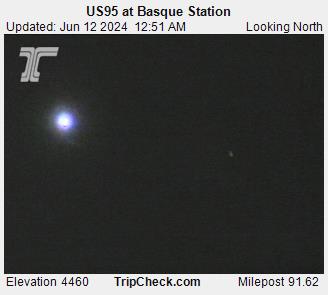 US95 at Basque Station
Updated: Jun 12 2024 12:51 AM Looking North
Elevation 4460 TripCheck.com Milepost 91.62